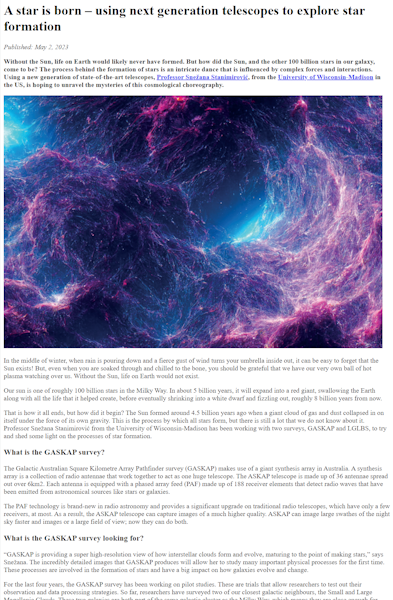 A star is born – using next generation telescopes to explore star
formation
Published: May 2, 2023
Without the Sun, life on Earth would likely never have formed. But how did the Sun, and the other 100 billion stars in our galaxy,
come to be? The process behind the formation of stars is an intricate dance that is influenced by complex forces and interactions.
Using a new generation of state-of-the-art telescopes, Professor Snežana Stanimirović, from the University of Wisconsin-Madison in
the US, is hoping to unravel the mysteries of this cosmological choreography.
In the middle of winter, when rain is pouring down and a fierce gust of wind turns your umbrella inside out, it can be easy to forget that the
Sun exists! But, even when you are soaked through and chilled to the bone, you should be grateful that we have our very own ball of hot
plasma watching over us. Without the Sun, life on Earth would not exist.
Our sun is one of roughly 100 billion stars in the Milky Way. In about 5 billion years, it will expand into a red giant, swallowing the Earth
along with all the life that it helped create, before eventually shrinking into a white dwarf and fizzling out, roughly 8 billion years from now.
That is how it all ends, but how did it begin? The Sun formed around 4.5 billion years ago when a giant cloud of gas and dust collapsed in on
itself under the force of its own gravity. This is the process by which all stars form, but there is still a lot that we do not know about it.
Professor Snežana Stanimirović from the University of Wisconsin-Madison has been working with two surveys, GASKAP and LGLBS, to try
and shed some light on the processes of star formation.
What is the GASKAP survey?
The Galactic Australian Square Kilometre Array Pathfinder survey (GASKAP) makes use of a giant synthesis array in Australia. A synthesis
array is a collection of radio antennae that work together to act as one huge telescope. The ASKAP telescope is made up of 36 antennae spread
out over 6km2. Each antenna is equipped with a phased array feed (PAF) made up of 188 receiver elements that detect radio waves that have
been emitted from astronomical sources like stars or galaxies.
The PAF technology is brand-new in radio astronomy and provides a significant upgrade on traditional radio telescopes, which have only a few
receivers, at most. As a result, the ASKAP telescope can capture images of a much higher quality. ASKAP can image large swathes of the night
sky faster and images or a large field of view; now they can do both.
What is the GASKAP survey looking for?
“GASKAP is providing a super high-resolution view of how interstellar clouds form and evolve, maturing to the point of making stars,” says
Snežana. The incredibly detailed images that GASKAP produces will allow her to study many important physical processes for the first time.
These processes are involved in the formation of stars and have a big impact on how galaxies evolve and change.
For the last few years, the GASKAP survey has been working on pilot studies. These are trials that allow researchers to test out their
observation and data processing strategies. So far, researchers have surveyed two of our closest galactic neighbours, the Small and Large